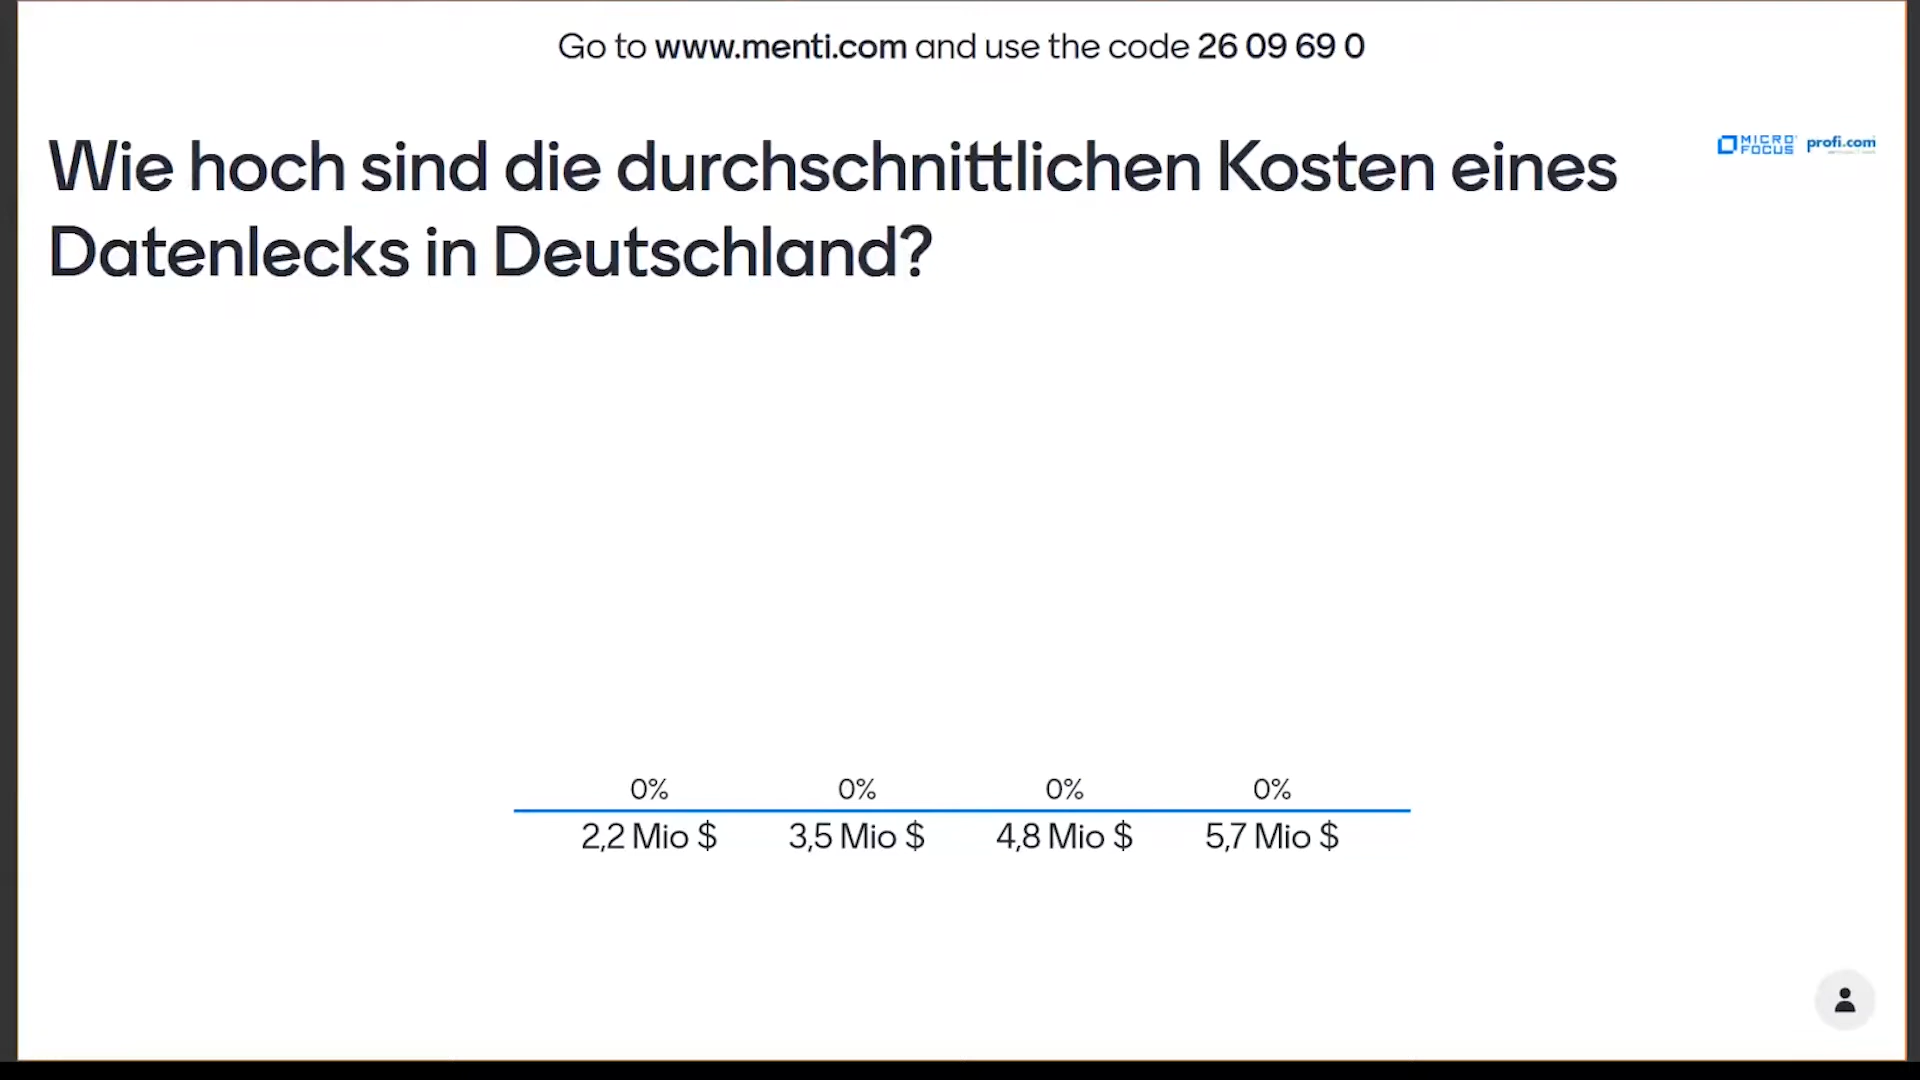 Go to www.menti.com and use the code 26 09 69 0
Wie hoch sind die durchschnittlichen Kosten eines
Datenlecks in Deutschland?
MICRO
FOCUS
profi.com
0% 0% 0% 0%
2,2 Mio $ 3,5 Mio $ 4,8 Mio $ 5,7 Mio $